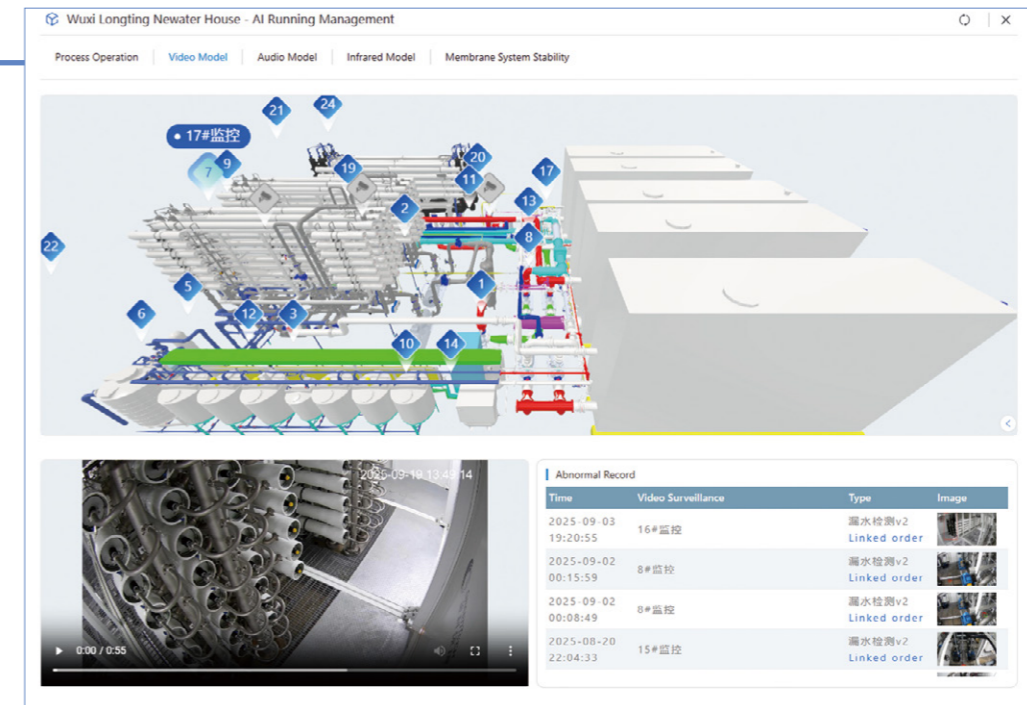 Wuxi Longting Newater House - AI Running Management
Process Operation
Video Model
Audio Model
Infrared Model
Membrane System Stability
21
24
17#监控
7
9
19
20
11
17
13
2
8
22
5
1
6
12
3
10
14
2025-09-19 13:49:14
0:00 / 0:55
Abnormal Record
Time Video Surveillance Type Image
2025-09-03 19:20:55 16#监控 漏水检测v2 Linked order
2025-09-02 00:15:59 8#监控 漏水检测v2 Linked order
2025-09-02 00:08:49 8#监控 漏水检测v2 Linked order
2025-08-20 22:04:33 15#监控 漏水检测v2 Linked order